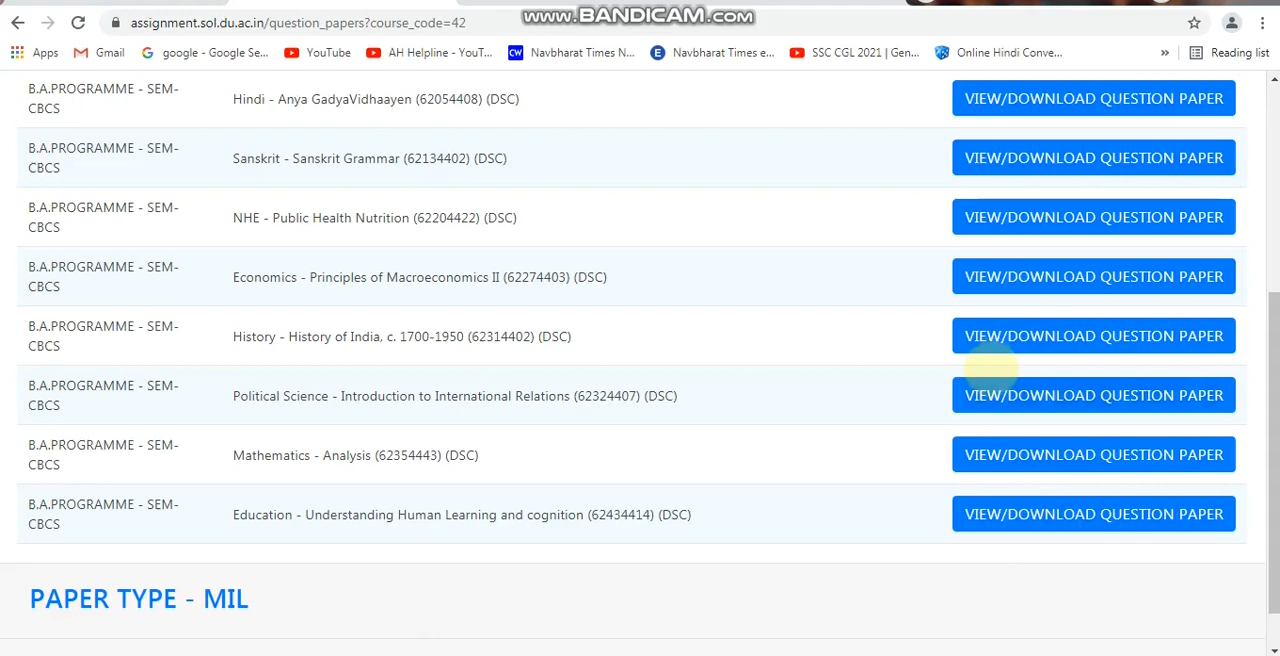 www.BANDICAM.com
assignment.sol.du.ac.in/question_papers?course_code=42
Apps Gmail google - Google Se... YouTube AH Helpline - YouT... CW Navbharat Times N... E Navbharat Times e... SSC CGL 2021 | Gen... Online Hindi Conve... » Reading list
B.A.PROGRAMME - SEM-
CBCS
Hindi - Anya GadyaVidhaayen (62054408) (DSC)
VIEW/DOWNLOAD QUESTION PAPER
B.A.PROGRAMME - SEM-
CBCS
Sanskrit - Sanskrit Grammar (62134402) (DSC)
VIEW/DOWNLOAD QUESTION PAPER
B.A.PROGRAMME - SEM-
CBCS
NHE - Public Health Nutrition (62204422) (DSC)
VIEW/DOWNLOAD QUESTION PAPER
B.A.PROGRAMME - SEM-
CBCS
Economics - Principles of Macroeconomics II (62274403) (DSC)
VIEW/DOWNLOAD QUESTION PAPER
B.A.PROGRAMME - SEM-
CBCS
History - History of India, c. 1700-1950 (62314402) (DSC)
VIEW/DOWNLOAD QUESTION PAPER
B.A.PROGRAMME - SEM-
CBCS
Political Science - Introduction to International Relations (62324407) (DSC)
VIEW/DOWNLOAD QUESTION PAPER
B.A.PROGRAMME - SEM-
CBCS
Mathematics - Analysis (62354443) (DSC)
VIEW/DOWNLOAD QUESTION PAPER
B.A.PROGRAMME - SEM-
CBCS
Education - Understanding Human Learning and cognition (62434414) (DSC)
VIEW/DOWNLOAD QUESTION PAPER
PAPER TYPE - MIL